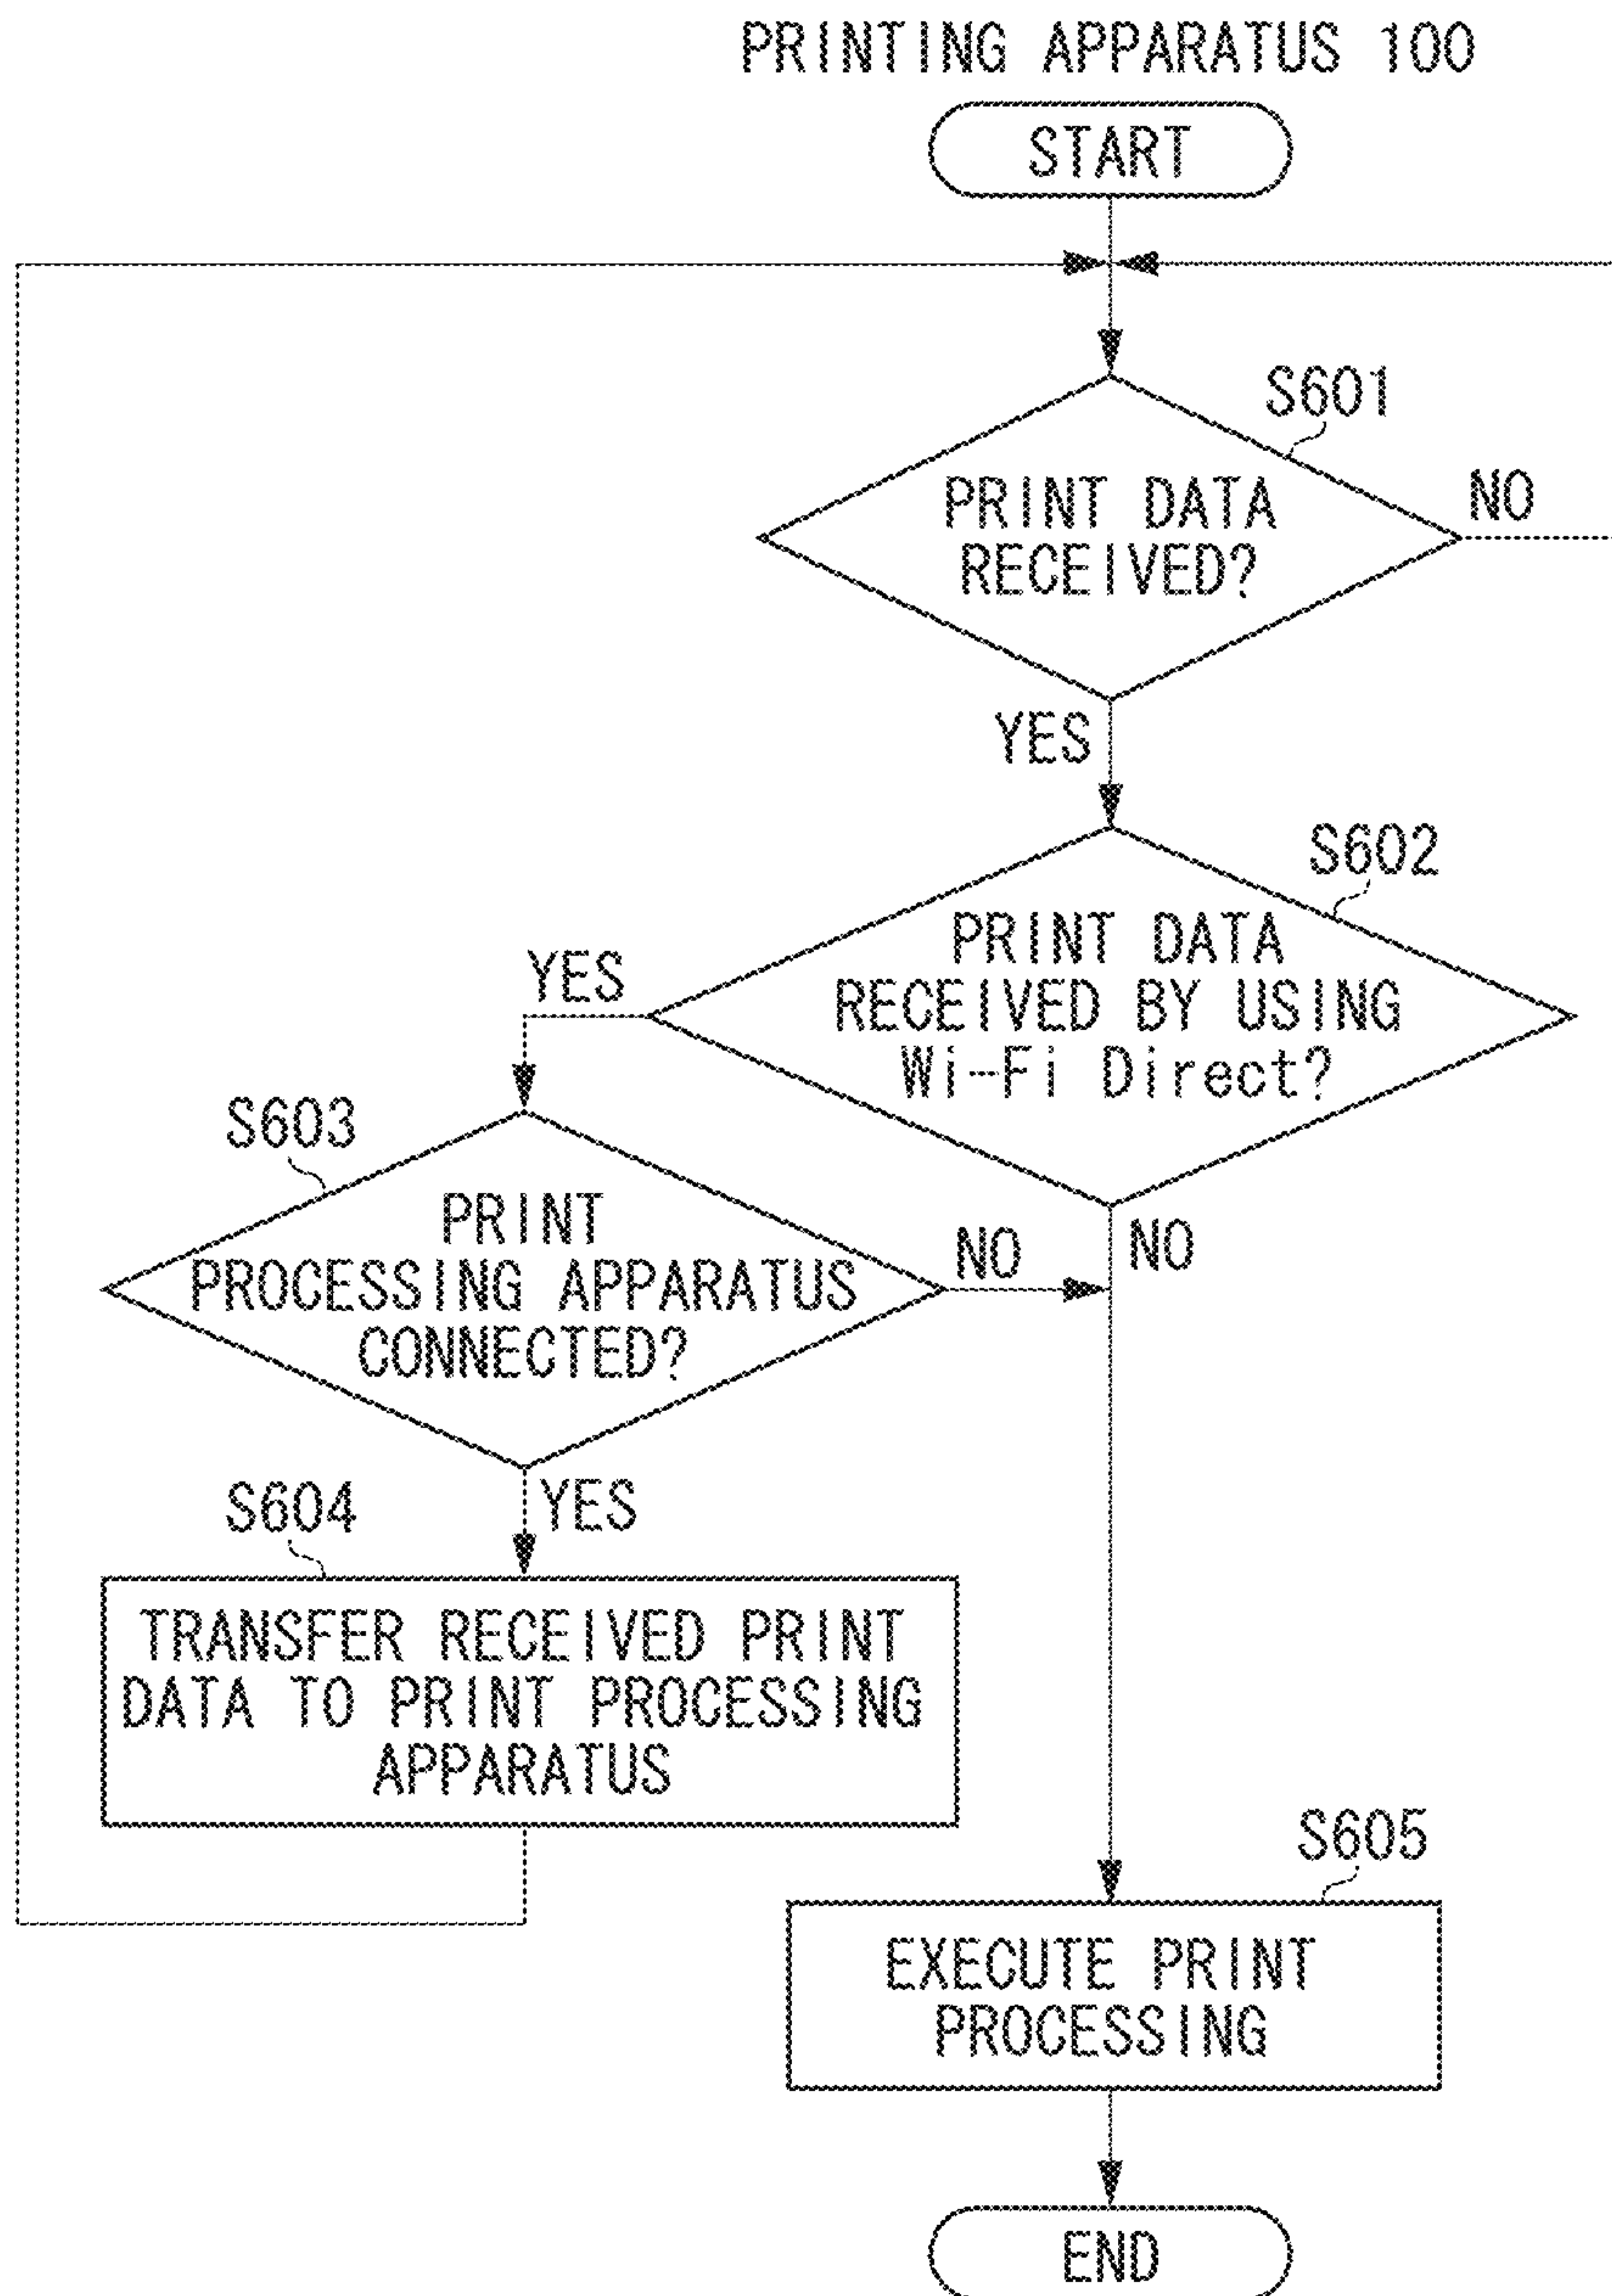 PRINTING APPARATUS 100
START
S601
PRINT DATA
RECEIVED?
NO
YES
S602
PRINT DATA
RECEIVED BY USING
Wi-Fi Direct?
YES
NO
S603
PRINT
PROCESSING APPARATUS
CONNECTED?
NO
YES
S604
TRANSFER RECEIVED PRINT
DATA TO PRINT PROCESSING
APPARATUS
S605
EXECUTE PRINT
PROCESSING
END